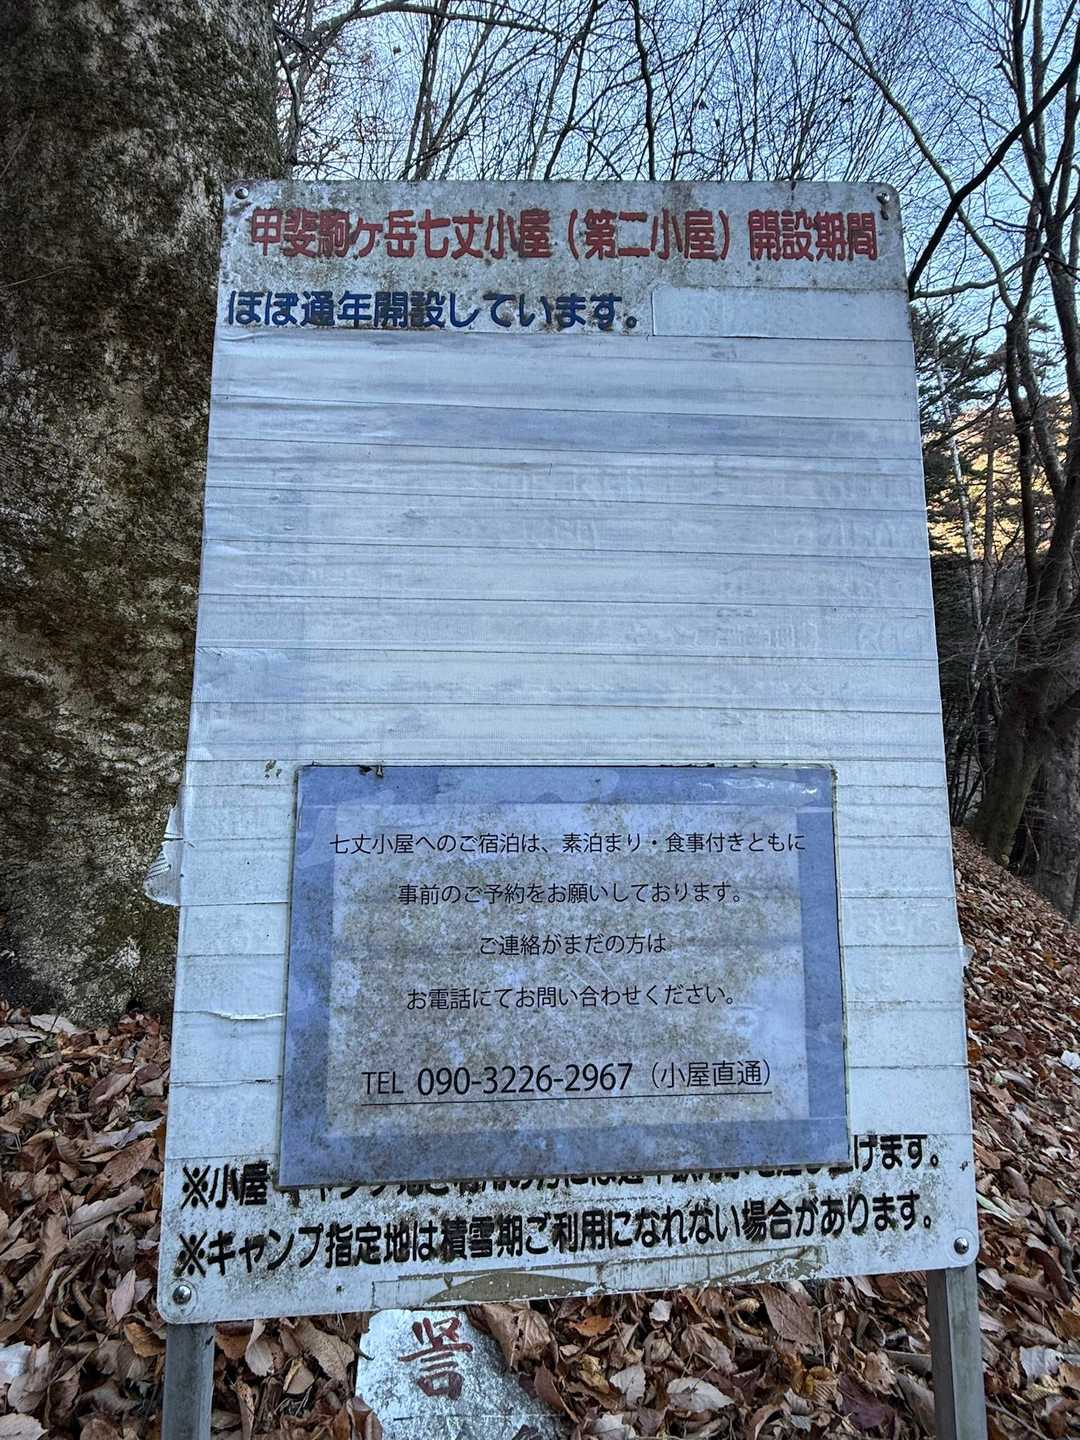 甲斐駒ヶ岳七丈小屋（第二小屋）開設期間
ほぼ通年開設しています。
七丈小屋へのご宿泊は、素泊まり・食事付きともに
事前のご予約をお願いしております。
ご連絡がまだの方は
お電話にてお問い合わせください。
TEL 090-3226-2967（小屋直通）
※小屋 げます。
※キャンプ指定地は積雪期ご利用になれない場合があります。